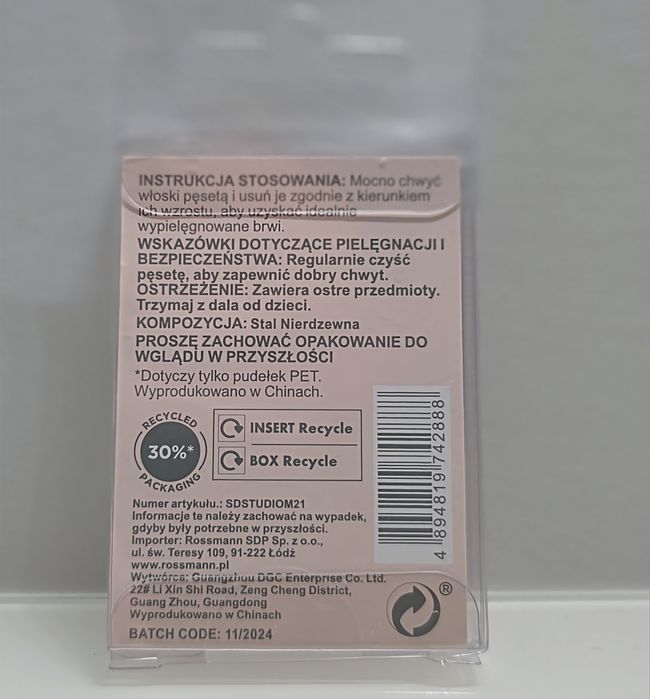 INSTRUKCJA STOSOWANIA: Mocno chwyć
włoski pęsetą i usuń je zgodnie z kierunkiem
ich wzrostu, aby uzyskać idealnie
wypielęgnowane brwi.
WSKAZÓWKI DOTYCZĄCE PIELĘGNACJI I
BEZPIECZEŃSTWA: Regularnie czyść
pęsetę, aby zapewnić dobry chwyt.
OSTRZEŻENIE: Zawiera ostre przedmioty.
Trzymaj z dala od dzieci.
KOMPOZYCJA: Stal Nierdzewna
PROSZĘ ZACHOWAĆ OPAKOWANIE DO
WGLĄDU W PRZYSZŁOŚCI
*Dotyczy tylko pudełek PET.
Wyprodukowano w Chinach.
RECYCLED
30%*
PACKAGING
INSERT Recycle
BOX Recycle
4 894819 742888
Numer artykułu.: SDSTUDIOM21
Informacje te należy zachować na wypadek,
gdyby były potrzebne w przyszłości.
Importer: Rossmann SDP Sp. z o.o.,
ul. św. Teresy 109, 91-222 Łódź
www.rossmann.pl
Wytwórca: Guangzhou DGC Enterprise Co. Ltd.
22# Li Xin Shi Road, Zeng Cheng District,
Guang Zhou, Guangdong
Wyprodukowano w Chinach
BATCH CODE: 11/2024
®